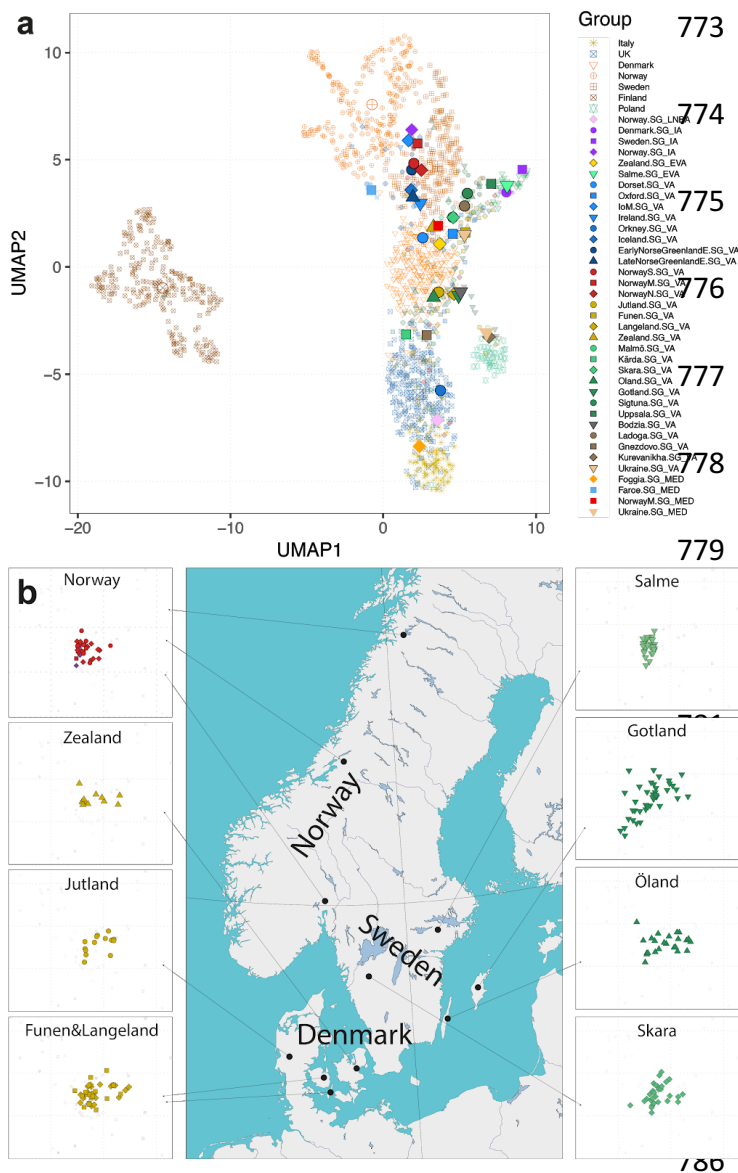 a
10
5
0
−5
−10
−20
−10
0
10
UMAP2
UMAP1
Group
Italy
UK
Denmark
Norway
Sweden
Finland
Poland
Norway.SG_LNBA
Denmark.SG_IA
Sweden.SG_IA
Norway.SG_IA
Zealand.SG_EVA
Salme.SG_EVA
Dorset.SG_VA
Oxford.SG_VA
IoM.SG_VA
Ireland.SG_VA
Orkney.SG_VA
Iceland.SG_VA
EarlyNorseGreenlandE.SG_VA
LateNorseGreenlandE.SG_VA
NorwayS.SG_VA
NorwayM.SG_VA
NorwayN.SG_VA
Jutland.SG_VA
Funen.SG_VA
Langeland.SG_VA
Zealand.SG_VA
Malmö.SG_VA
Kärda.SG_VA
Skara.SG_VA
Oland.SG_VA
Gotland.SG_VA
Sigtuna.SG_VA
Uppsala.SG_VA
Bodzia.SG_VA
Ladoga.SG_VA
Gnezdovo.SG_VA
Kurevanikha.SG_VA
Ukraine.SG_VA
Foggia.SG_MED
Faroe.SG_MED
NorwayM.SG_MED
Ukraine.SG_MED
773
774
775
776
777
778
779
b
Norway
Zealand
Jutland
Funen&Langeland
Norway
Sweden
Denmark
Salme
Gotland
Öland
Skara
786